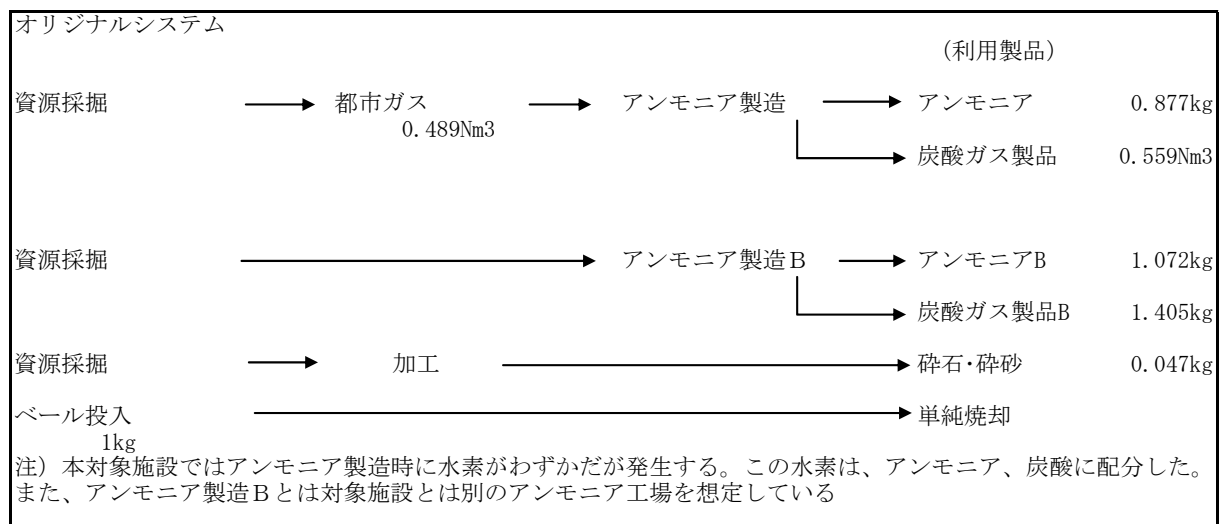 オリジナルシステム
(利用製品)
資源採掘 都市ガス アンモニア製造 アンモニア 0.877kg
0.489Nm3
炭酸ガス製品 0.559Nm3
資源採掘 アンモニア製造B アンモニアB 1.072kg
炭酸ガス製品B 1.405kg
資源採掘 加工 砕石・砕砂 0.047kg
ベール投入 単純焼却
1kg
注）本対象施設ではアンモニア製造時に水素がわずかだが発生する。この水素は、アンモニア、炭酸に配分した。
また、アンモニア製造Bとは対象施設とは別のアンモニア工場を想定している